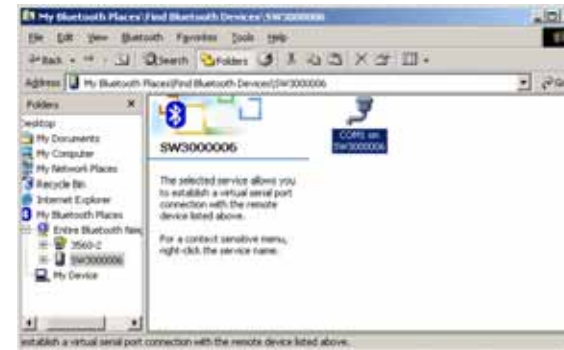 My Bluetooth Places\Find Bluetooth Devices\SW3000006
File Edit View Bluetooth Favorites Tools Help
Back Search Folders
Address My Bluetooth Places\Find Bluetooth Devices\SW3000006 Go
Folders
Desktop
My Documents
My Computer
My Network Places
Recycle Bin
Internet Explorer
My Bluetooth Places
Entire Bluetooth
3560-2
SW3000006
My Device
SW3000006
The selected service allows you
to establish a virtual serial port
connection with the remote
device listed above.
For a context sensitive menu,
right-click the service name.
COM1 on
SW3000006
establish a virtual serial port connection with the remote device listed above.